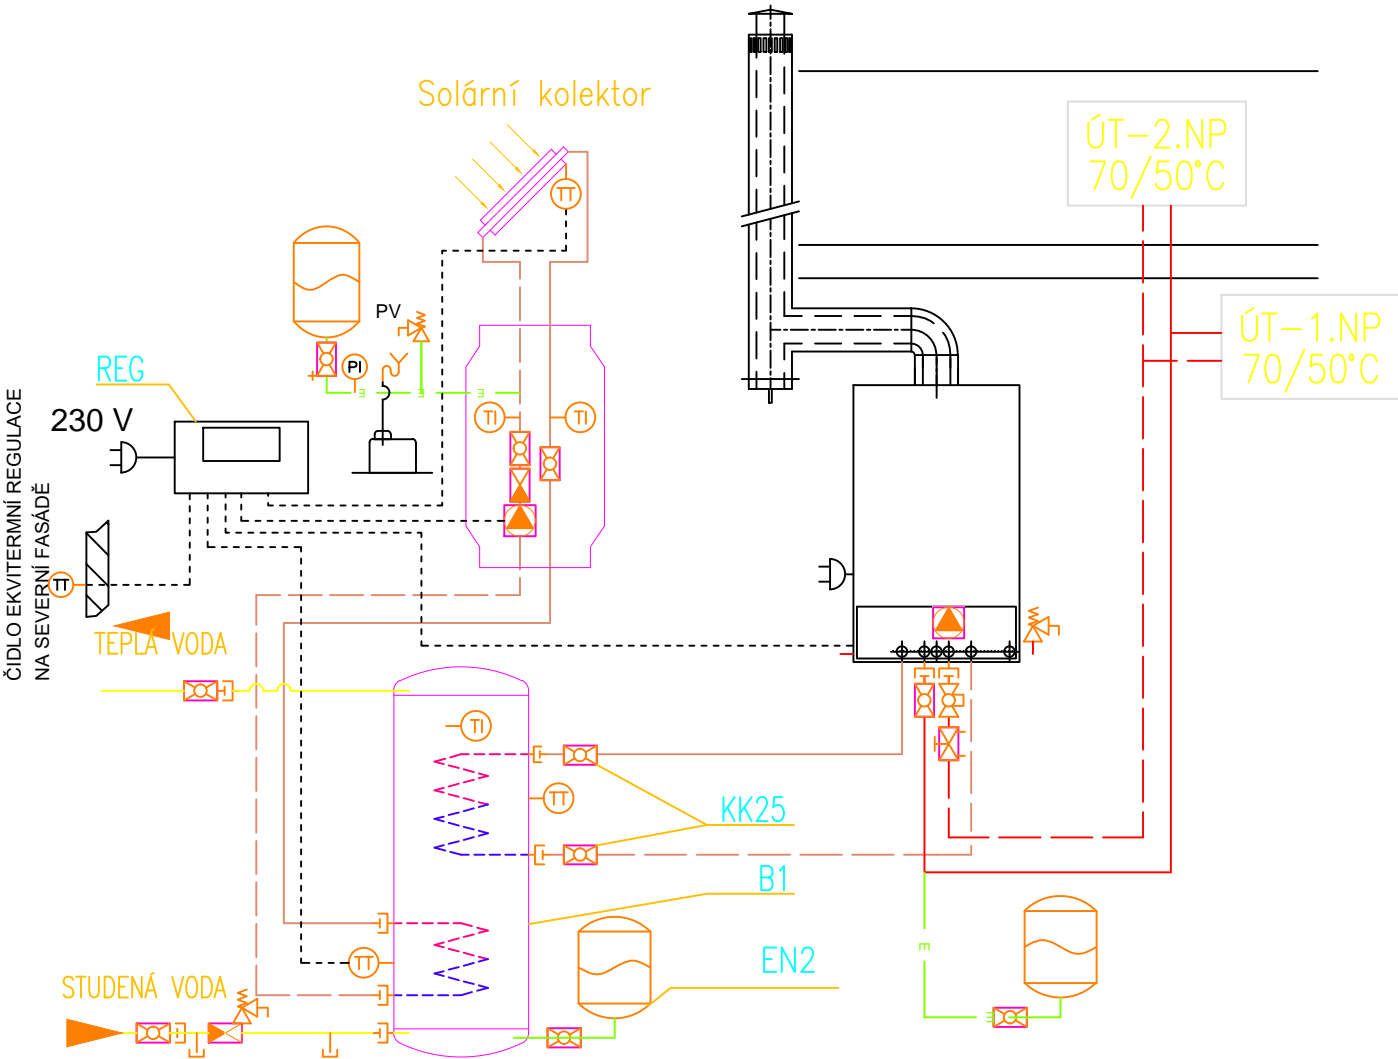 Solární kolektor
ÚT-2.NP
70/50°C
TT
PV
ÚT-1.NP
70/50°C
REG
PI
230 V
TI
TI
ČIDLO EKVITERMNÍ REGULACE
NA SEVERNÍ FASÁDĚ
TT
TEPLÁ VODA
TI
TT
KK25
B1
TT
EN2
STUDENÁ VODA
E
E
E
E
E